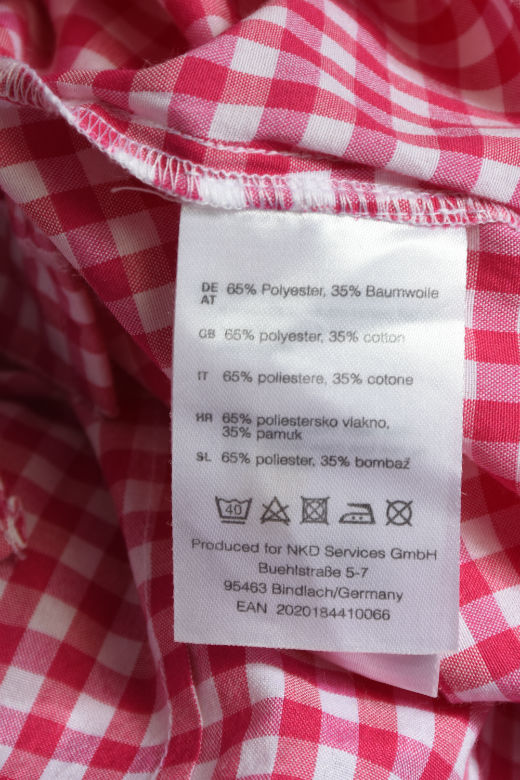 DE 65% Polyester, 35% Baumwolle
AT
GB 65% polyester, 35% cotton
IT 65% poliestere, 35% cotone
HR 65% poliestersko vlakno,
35% pamuk
SL 65% poliester, 35% bombaž
40
Produced for NKD Services GmbH
Buehlstraße 5-7
95463 Bindlach/Germany
EAN 2020184410066